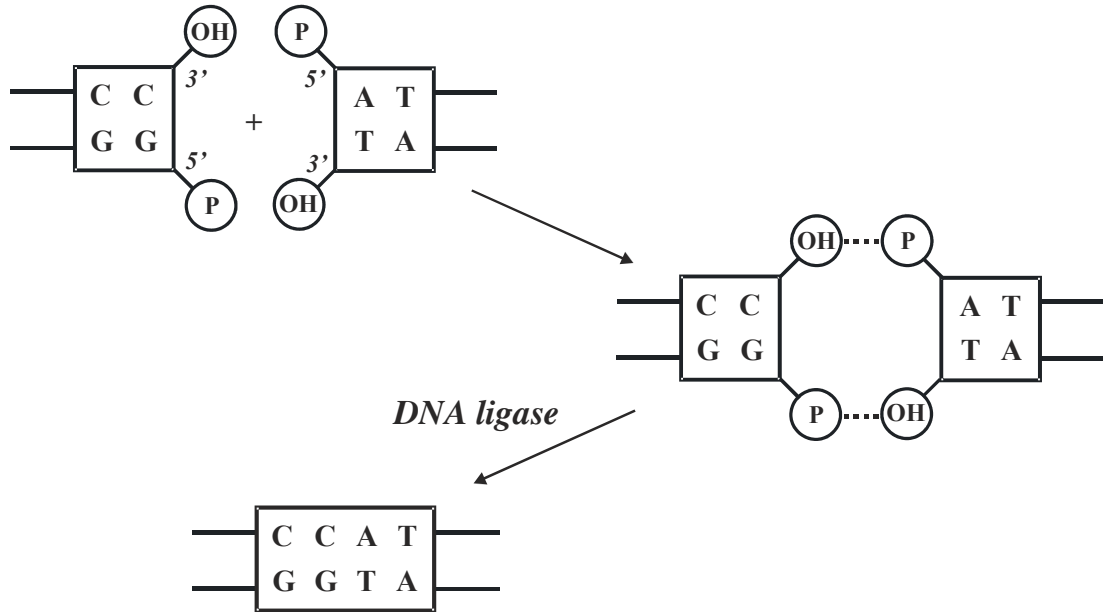 OH P
3’ 5’
C C
G G
+
A T
T A
5’ 3’
P OH
OH P
C C
G G
A T
T A
P OH
DNA ligase
C C A T
G G T A